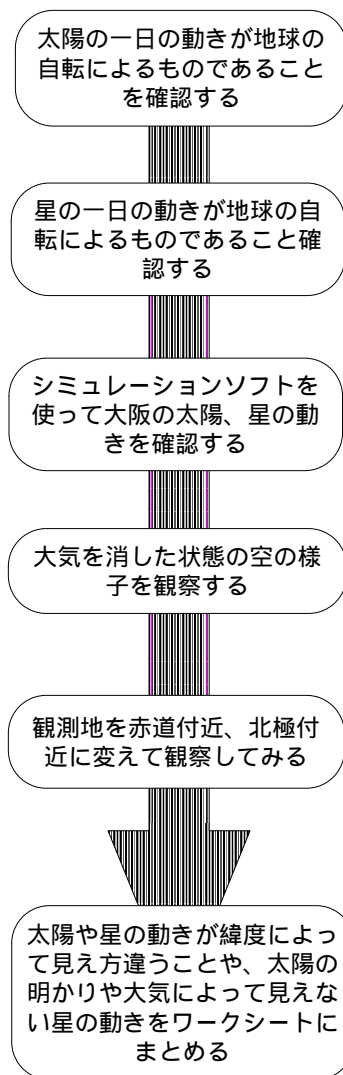 太陽の一日の動きが地球の
自転によるものであること
を確認する
星の一日の動きが地球の自
転によるものであること確
認する
シミュレーションソフトを
使って大阪の太陽、星の動
きを確認する
大気を消した状態の空の様
子を観察する
観測地を赤道付近、北極付
近に変えて観察してみる
太陽や星の動きが緯度によっ
て見え方違うことや、太陽の
明かりや大気によって見えな
い星の動きをワークシートに
まとめる